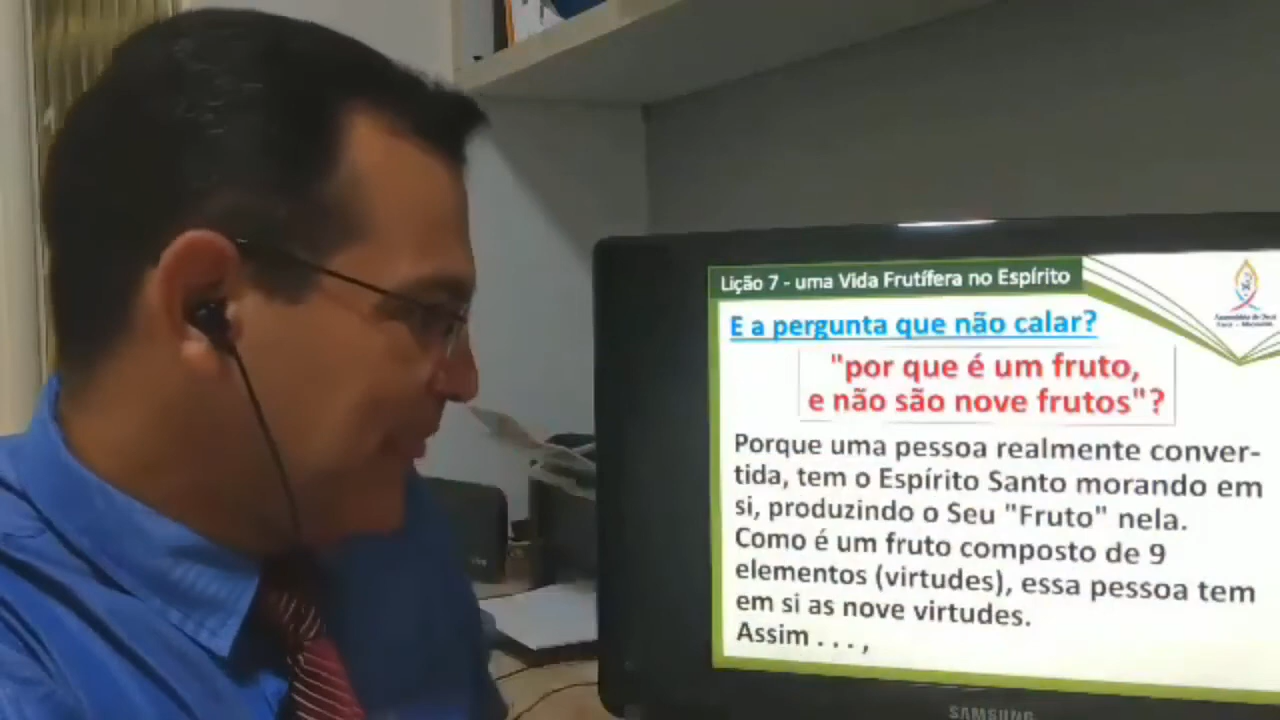 Lição 7 - uma Vida Frutífera no Espírito
E a pergunta que não calar?
"por que é um fruto,
e não são nove frutos"?
Porque uma pessoa realmente conver-
tida, tem o Espírito Santo morando em
si, produzindo o Seu "Fruto" nela.
Como é um fruto composto de 9
elementos (virtudes), essa pessoa tem
em si as nove virtudes.
Assim . . . ,
SAMSUNG